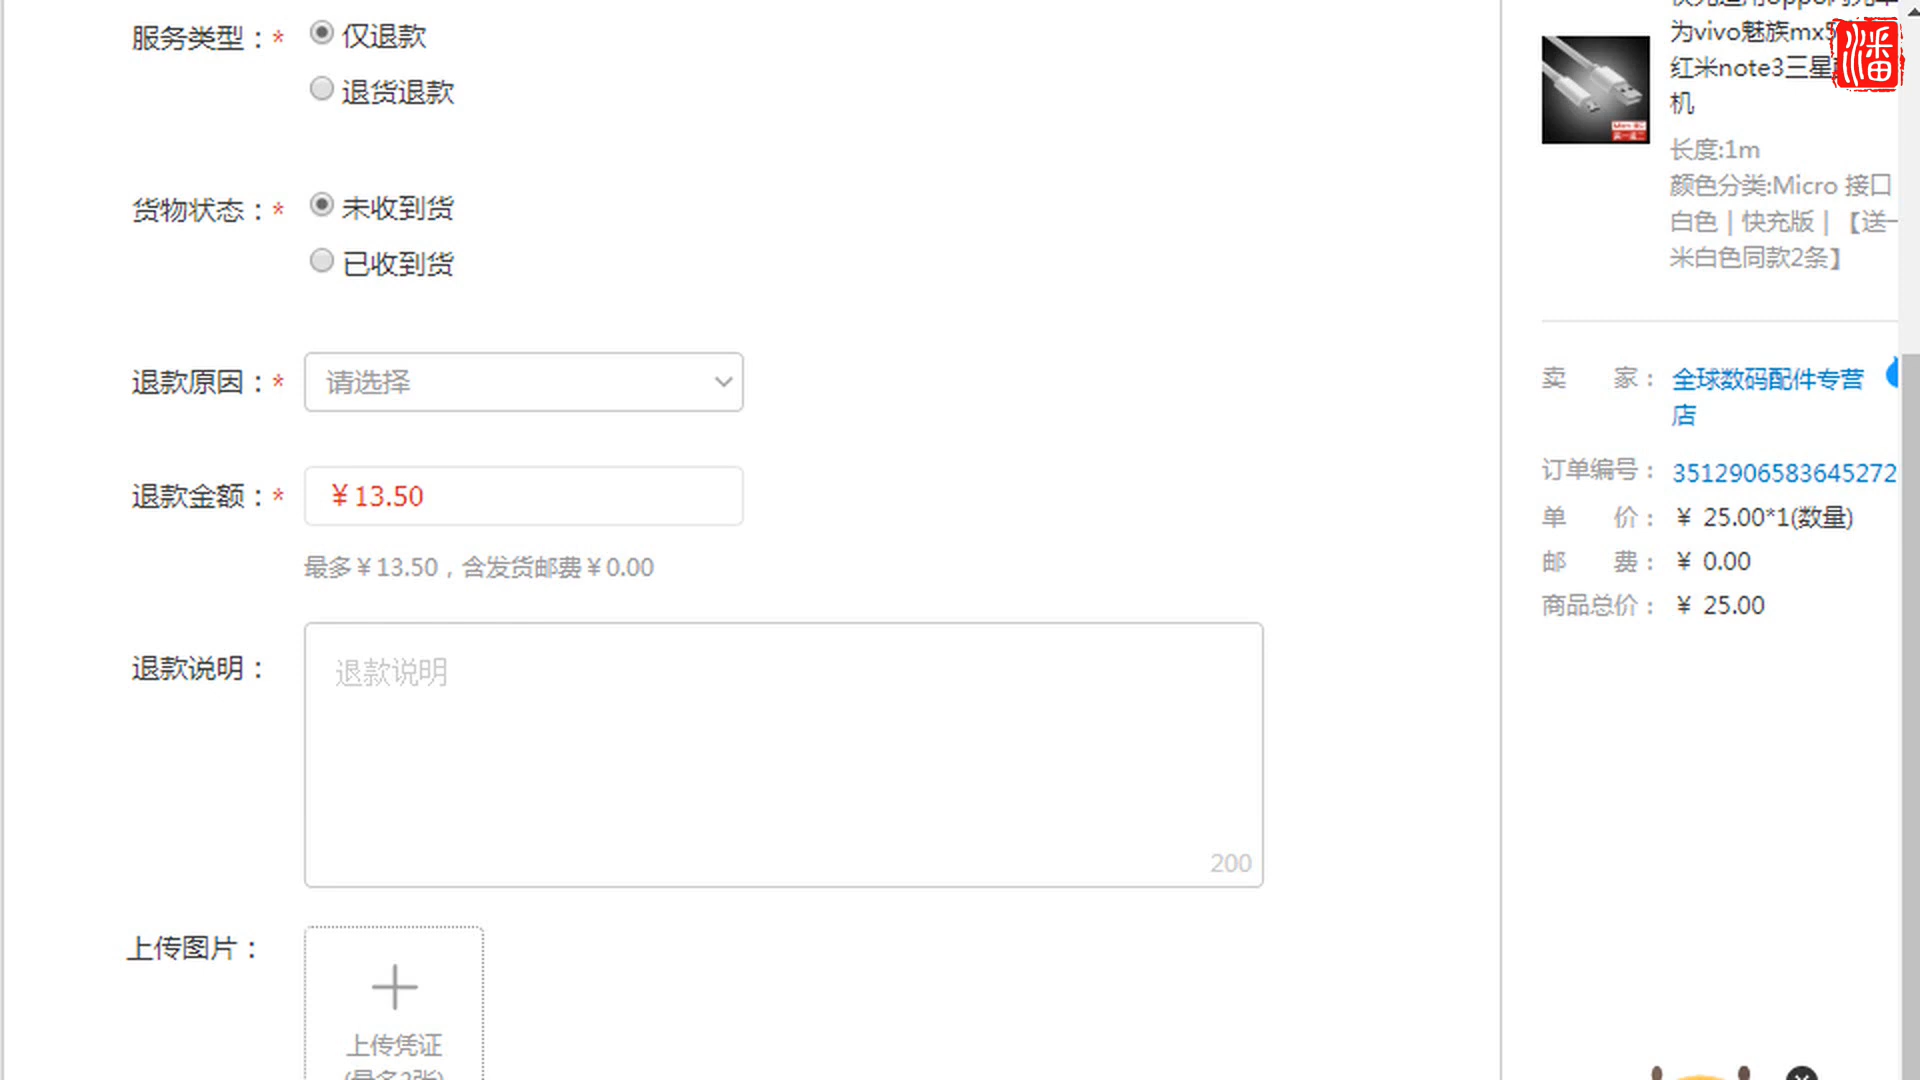 服务类型：* 仅退款
退货退款
货物状态：* 未收到货
已收到货
退款原因：* 请选择
退款金额：* ￥13.50
最多￥13.50，含发货邮费￥0.00
退款说明： 退款说明
200
上传图片：
上传凭证
为vivo魅族mx5
红米note3三星
机
长度:1m
颜色分类:Micro 接口
白色 | 快充版 | 【送一
米白色同款2条】
卖 家： 全球数码配件专营
店
订单编号： 3512906583645272
单 价： ￥ 25.00*1(数量)
邮 费： ￥ 0.00
商品总价： ￥ 25.00
潘